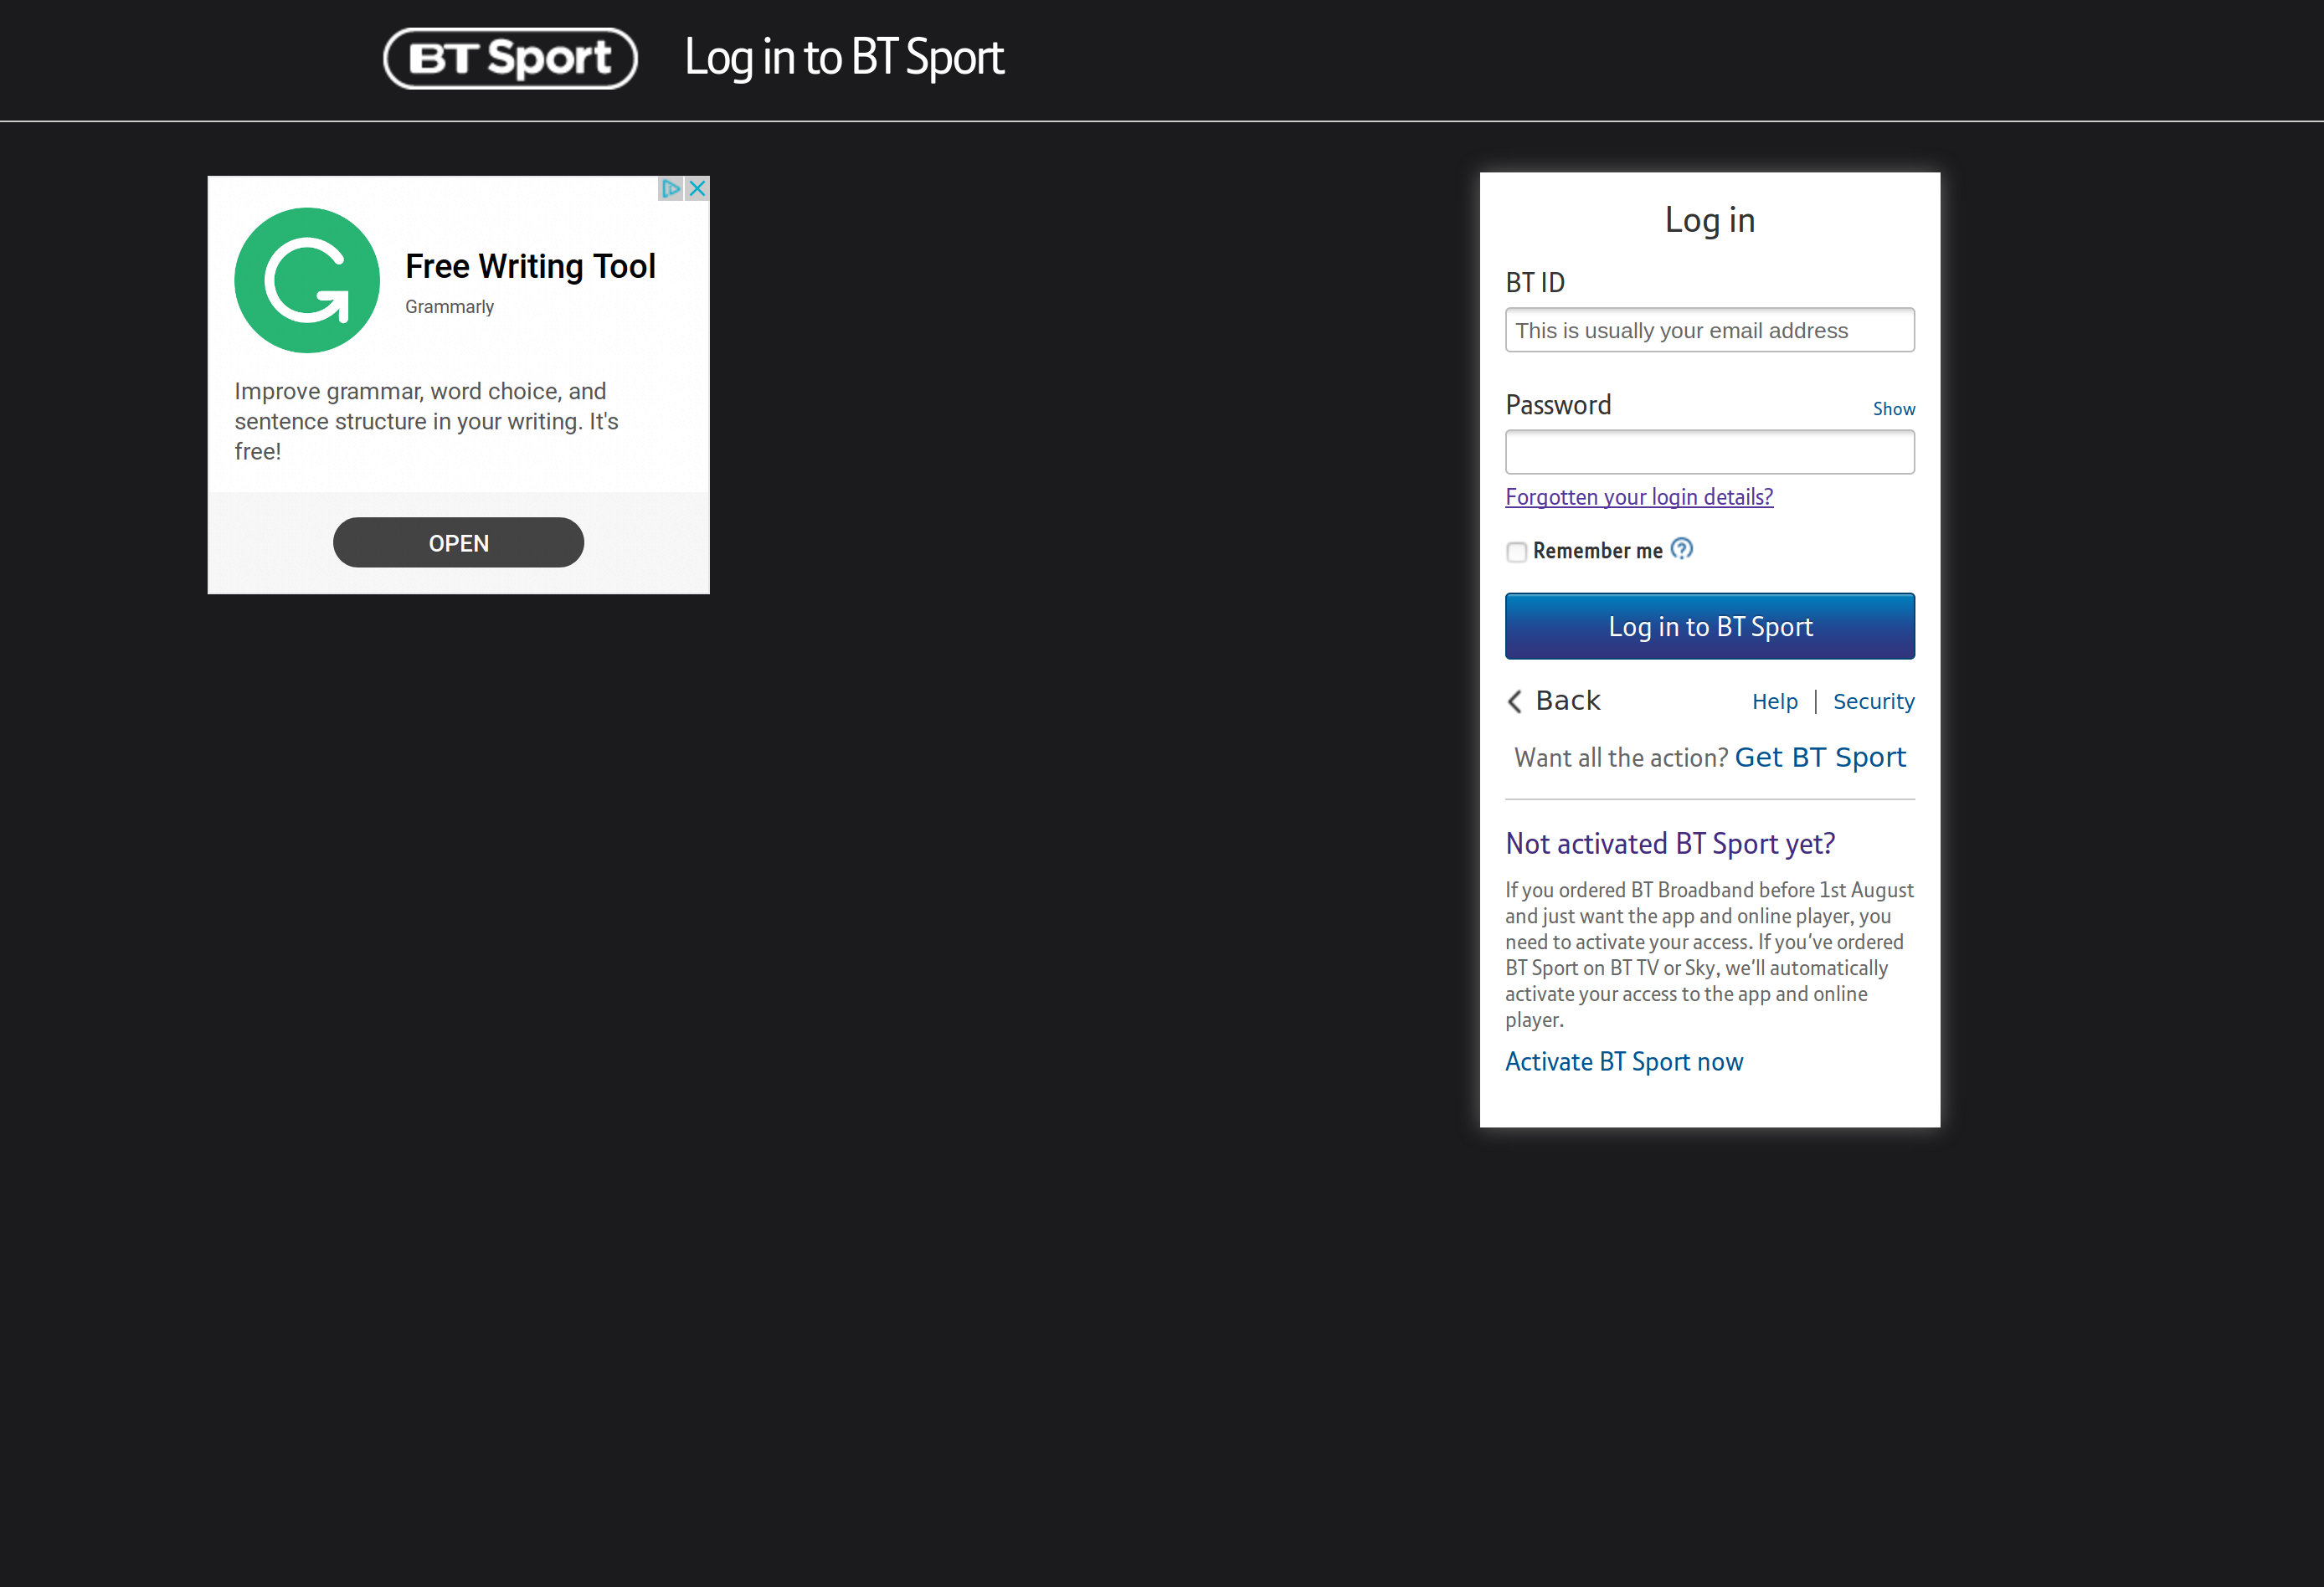 BT Sport
Log in to BT Sport
Free Writing Tool
Grammarly
Improve grammar, word choice, and
sentence structure in your writing. It's
free!
OPEN
Log in
BT ID
This is usually your email address
Password
Show
Forgotten your login details?
Remember me
Log in to BT Sport
Back
Help | Security
Want all the action? Get BT Sport
Not activated BT Sport yet?
If you ordered BT Broadband before 1st August
and just want the app and online player, you
need to activate your access. If you've ordered
BT Sport on BT TV or Sky, we'll automatically
activate your access to the app and online
player.
Activate BT Sport now